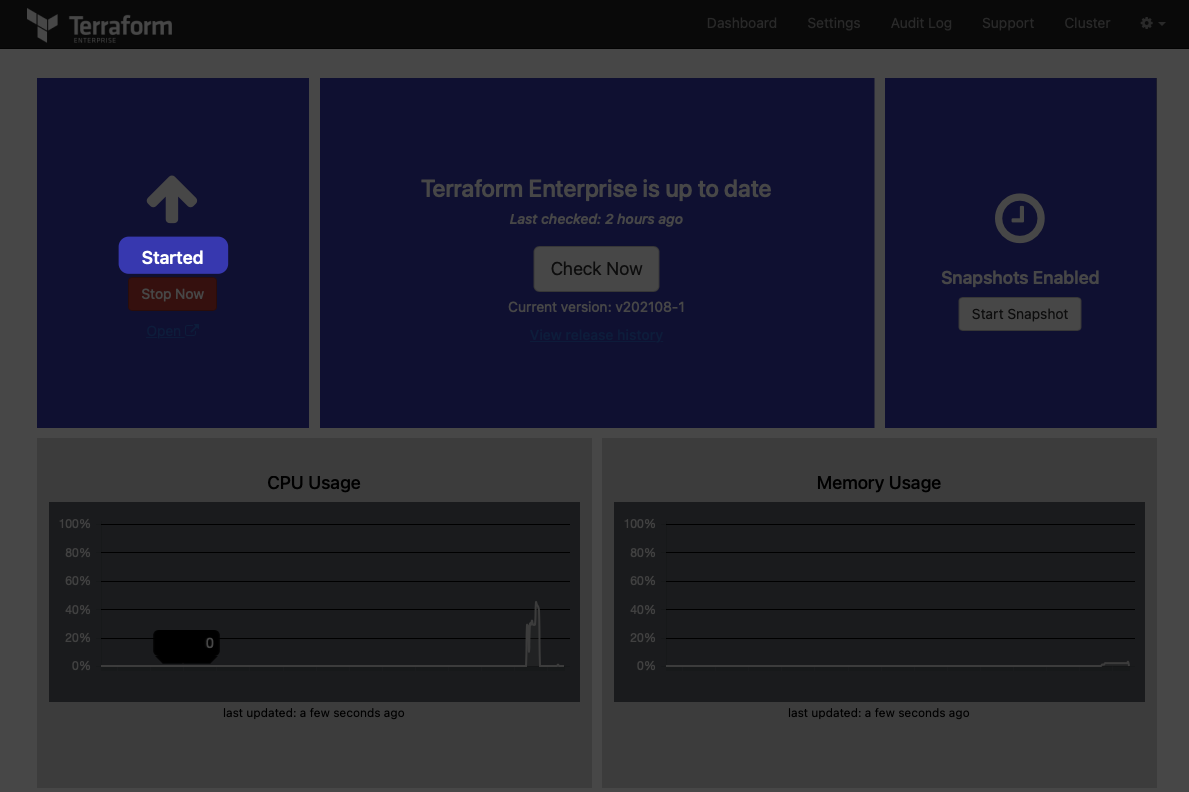 Terraform
ENTERPRISE
Dashboard
Settings
Audit Log
Support
Cluster
Started
Stop Now
Open
Terraform Enterprise is up to date
Last checked: 2 hours ago
Check Now
Current version: v202108-1
View release history
Snapshots Enabled
Start Snapshot
CPU Usage
100%
80%
60%
40%
20%
0%
0
last updated: a few seconds ago
Memory Usage
100%
80%
60%
40%
20%
0%
last updated: a few seconds ago